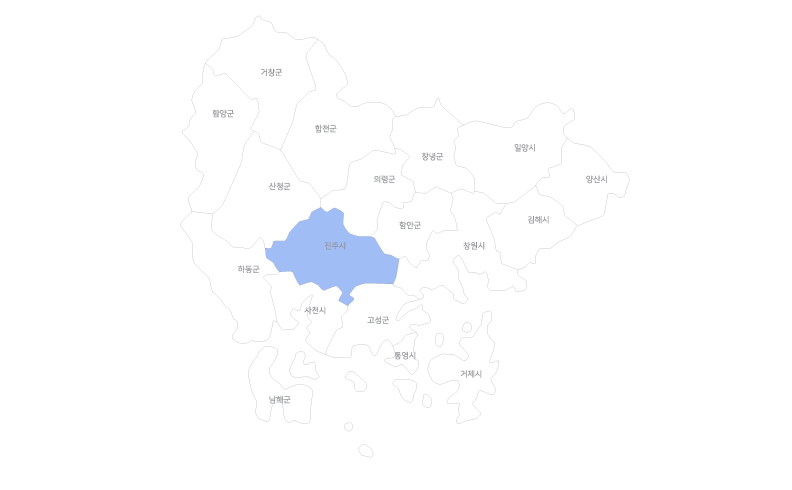 거창군
함양군
합천군
밀양시
창녕군
의령군
양산시
산청군
김해시
함안군
진주시
창원시
하동군
사천시
고성군
통영시
거제시
남해군